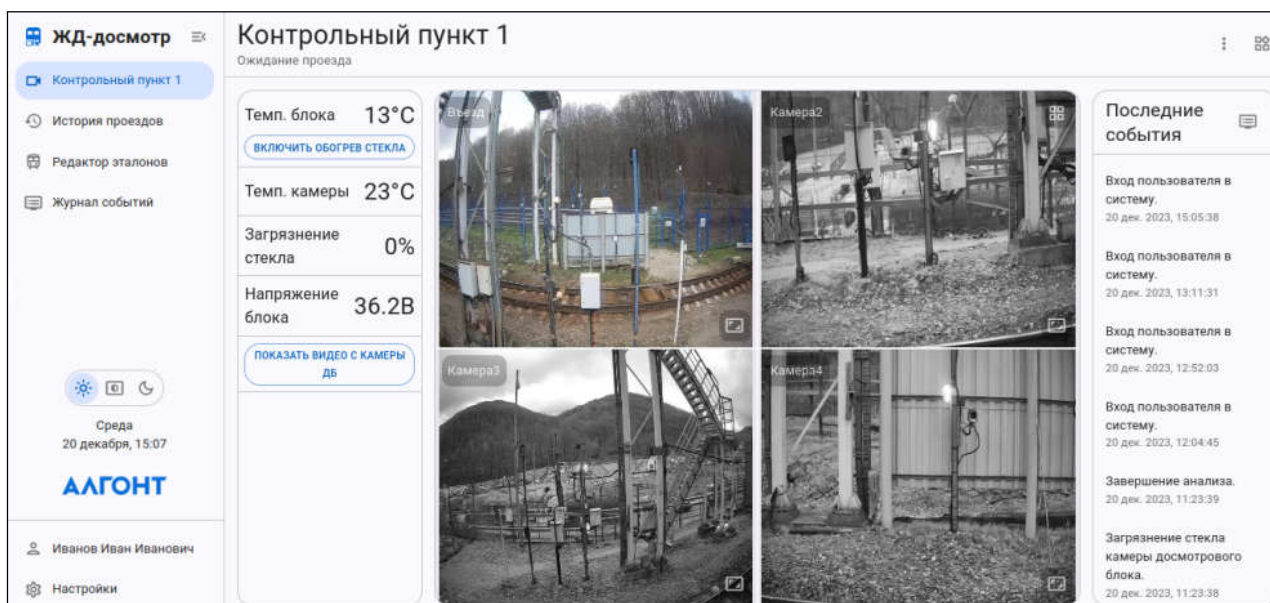 ЖД-досмотр
Контрольный пункт 1
История проездов
Редактор эталонов
Журнал событий
Среда
20 декабря, 15:07
АЛГОНТ
Иванов Иван Иванович
Настройки
Контрольный пункт 1
Ожидание проезда
Темп. блока 13°C
ВКЛЮЧИТЬ ОБОГРЕВ СТЕКЛА
Темп. камеры 23°C
Загрязнение
стекла 0%
Напряжение
блока 36.2В
ПОКАЗАТЬ ВИДЕО С КАМЕРЫ
ДБ
Въезд
Камера2
Камера3
Камера4
Последние
события
Вход пользователя в
систему.
20 дек. 2023, 15:05:38
Вход пользователя в
систему.
20 дек. 2023, 13:11:31
Вход пользователя в
систему.
20 дек. 2023, 12:52:03
Вход пользователя в
систему.
20 дек. 2023, 12:04:45
Завершение анализа.
20 дек. 2023, 11:23:39
Загрязнение стекла
камеры досмотрового
блока.
20 дек. 2023, 11:23:38